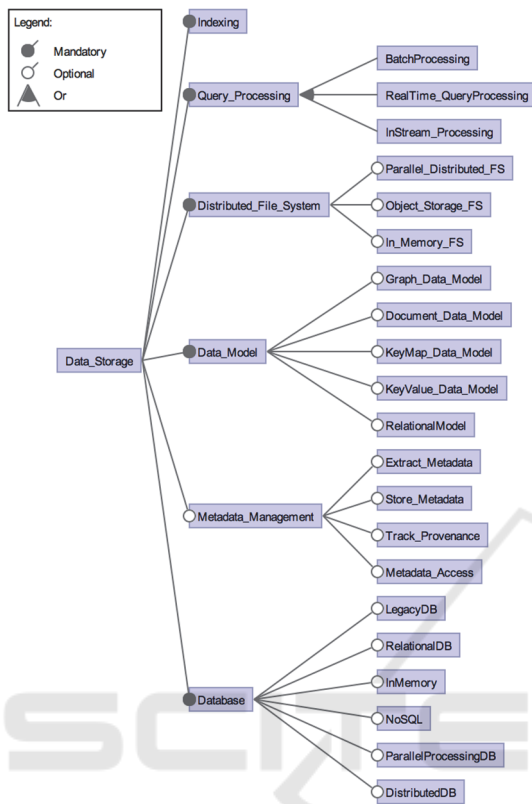 Legend:
Mandatory
Optional
Or
Indexing
Query_Processing
BatchProcessing
RealTime_QueryProcessing
InStream_Processing
Distributed_File_System
Parallel_Distributed_FS
Object_Storage_FS
In_Memory_FS
Data_Storage
Data_Model
Graph_Data_Model
Document_Data_Model
KeyMap_Data_Model
KeyValue_Data_Model
RelationalModel
Metadata_Management
Extract_Metadata
Store_Metadata
Track_Provenance
Metadata_Access
Database
LegacyDB
RelationalDB
InMemory
NoSQL
ParallelProcessingDB
DistributedDB
SCITE